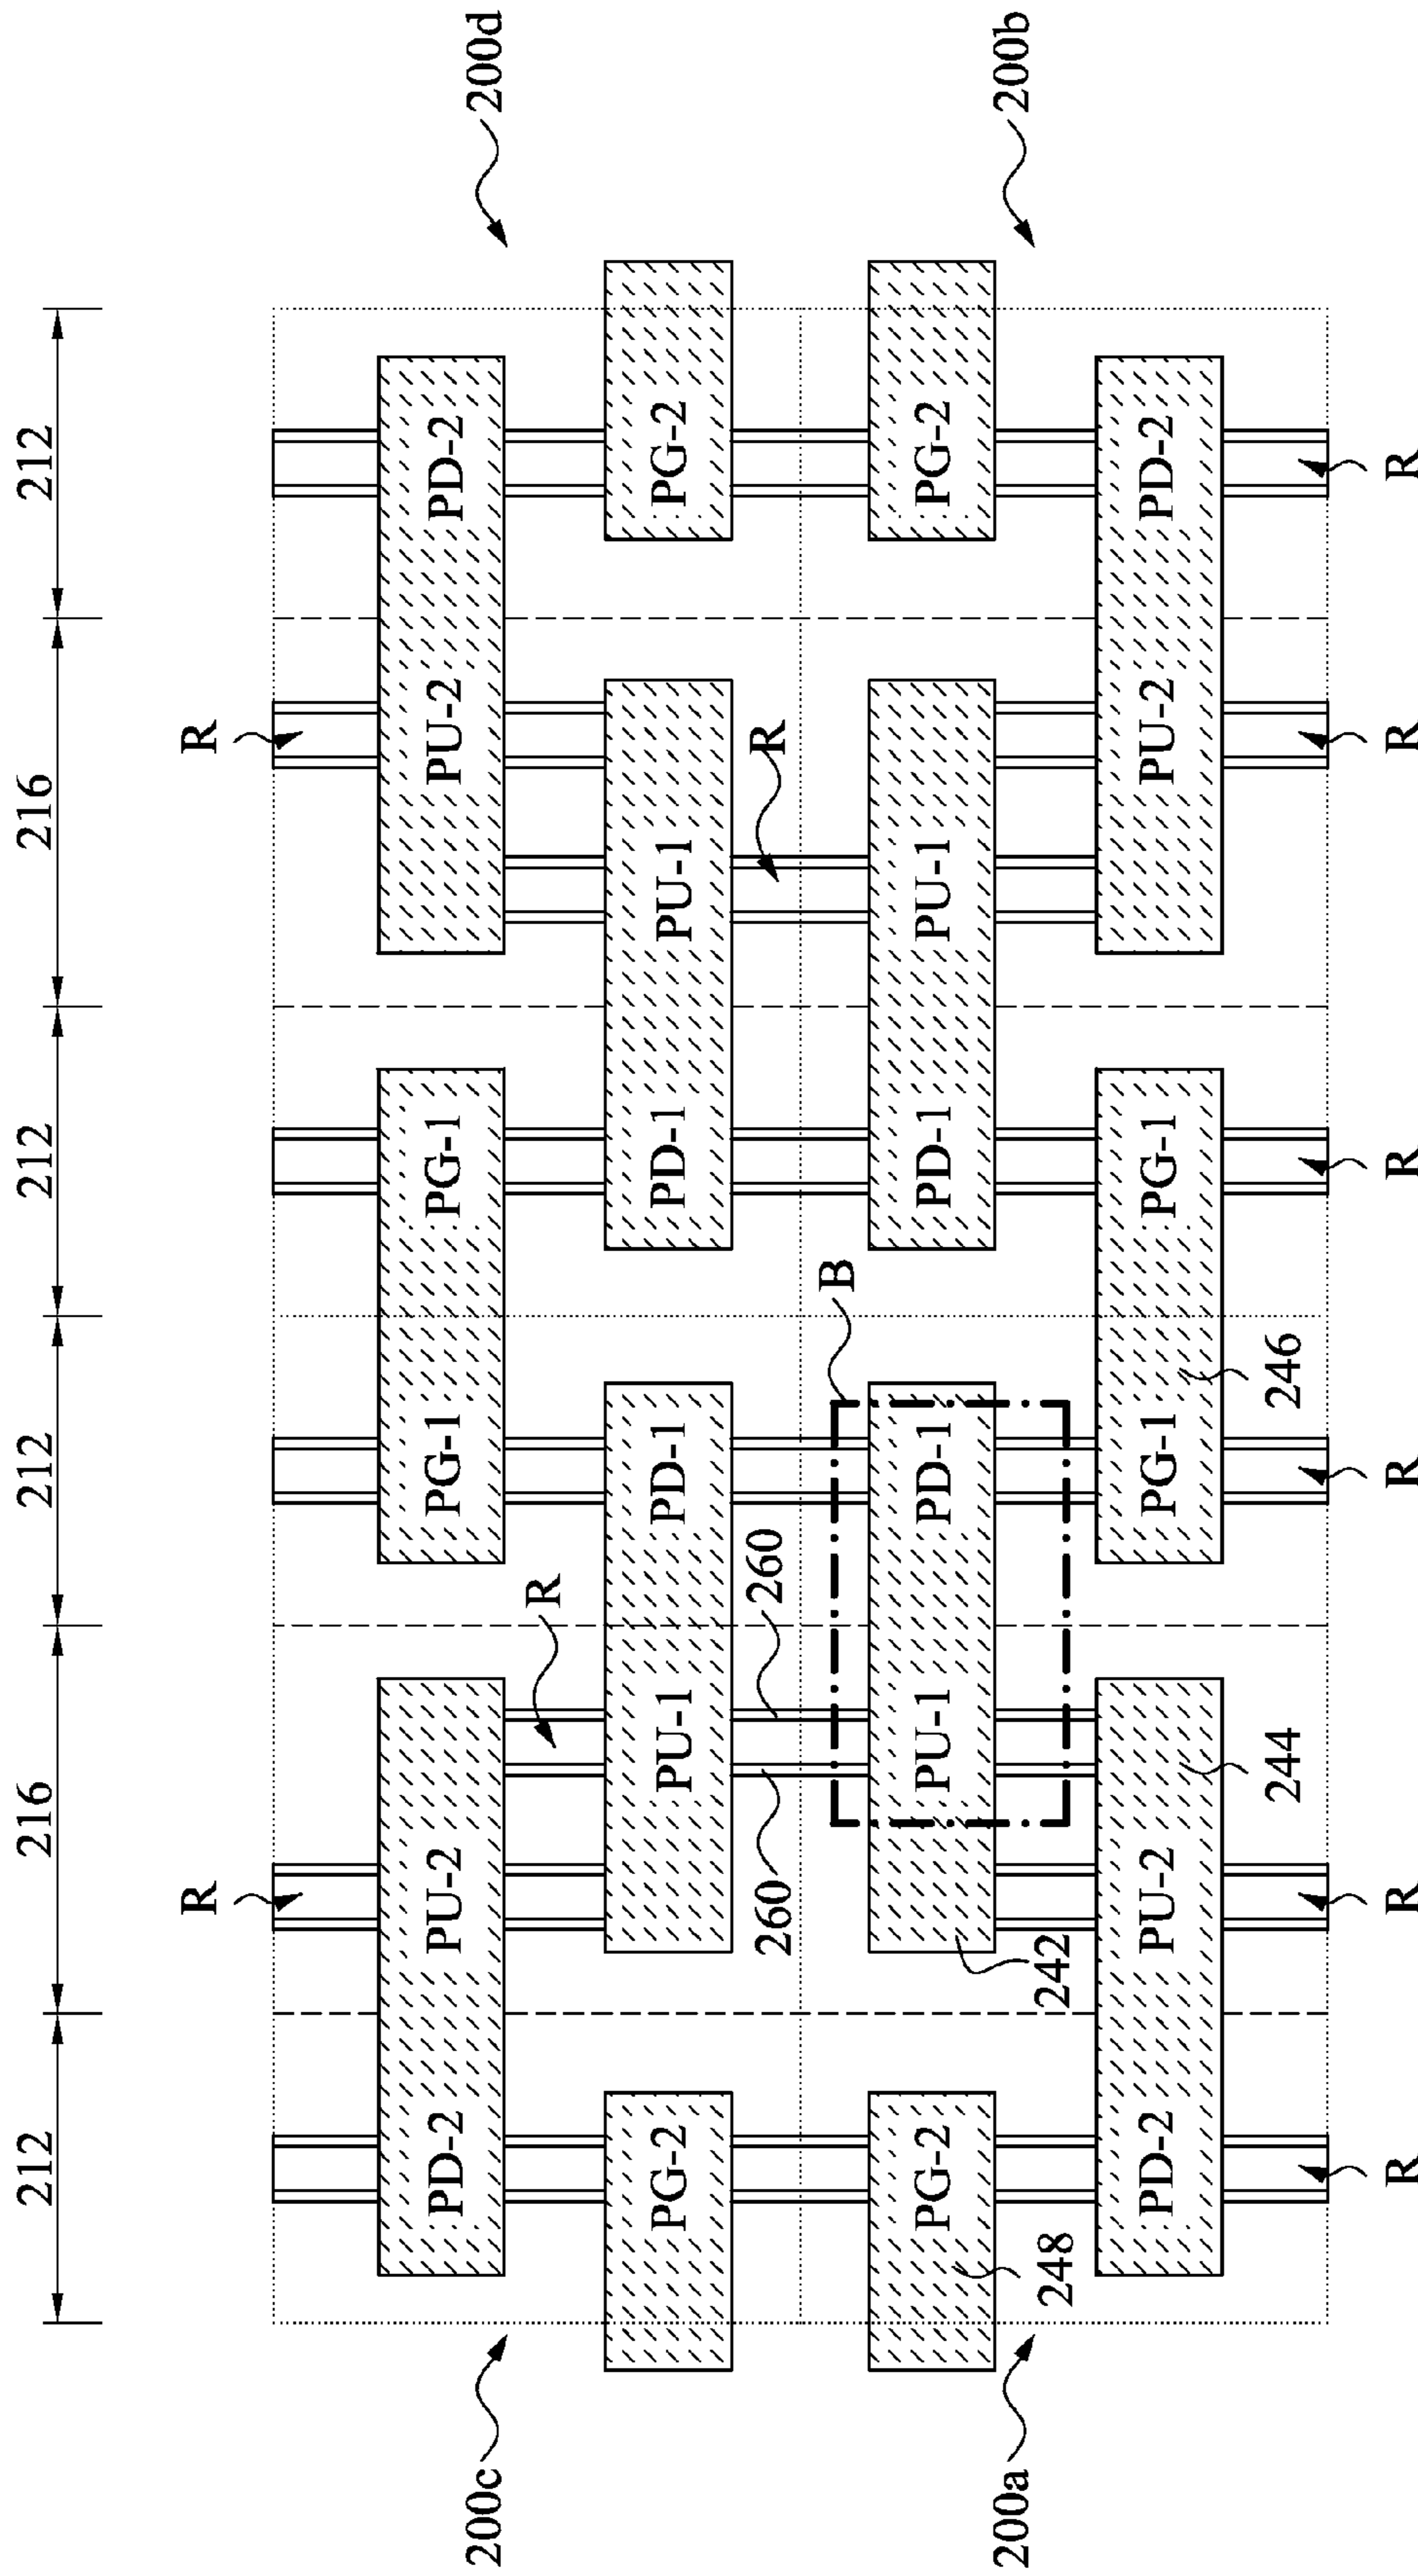 212
216
212
212
216
212
R
R
200c
200d
PD-2
PU-2
PG-1
PG-1
PU-2
PD-2
R
PG-2
PU-1
PD-1
PD-1
PU-1
PG-2
260
260
R
B
PG-2
PU-1
PD-1
PD-1
PU-1
PG-2
248
242
200a
200b
PD-2
PU-2
PG-1
PG-1
PU-2
PD-2
244
246
R
R
R
R
R
R